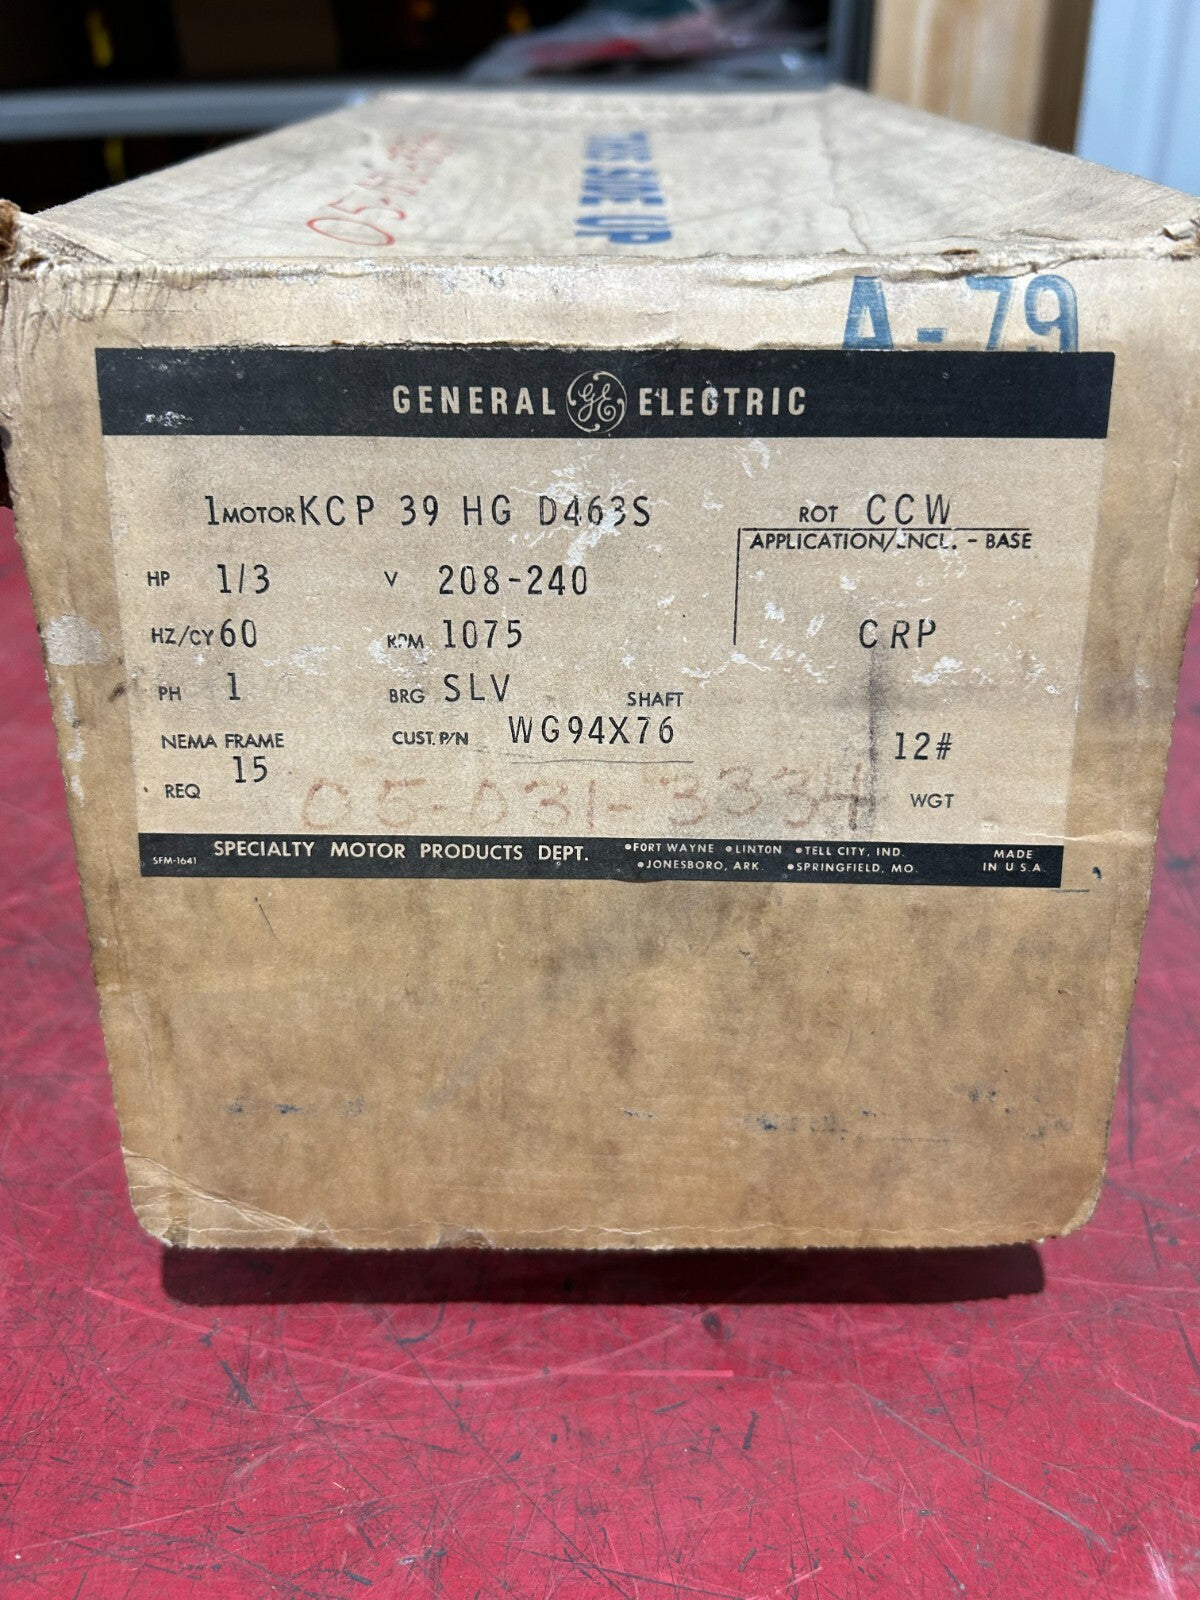 THIS SIDE UP
A-79
GENERAL GE ELECTRIC
1 MOTOR KCP 39 HG D463S ROT CCW
APPLICATION/ENCL. - BASE
HP 1/3 V 208-240
HZ/CY 60 RPM 1075 CRP
PH 1 BRG SLV SHAFT
NEMA FRAME CUST. P/N WG94X76 12#
REQ 15 WGT
05-031-3334
SFM-1641 SPECIALTY MOTOR PRODUCTS DEPT. •FORT WAYNE •LINTON •TELL CITY, IND. MADE
•JONESBORO, ARK. •SPRINGFIELD, MO. IN U.S.A.